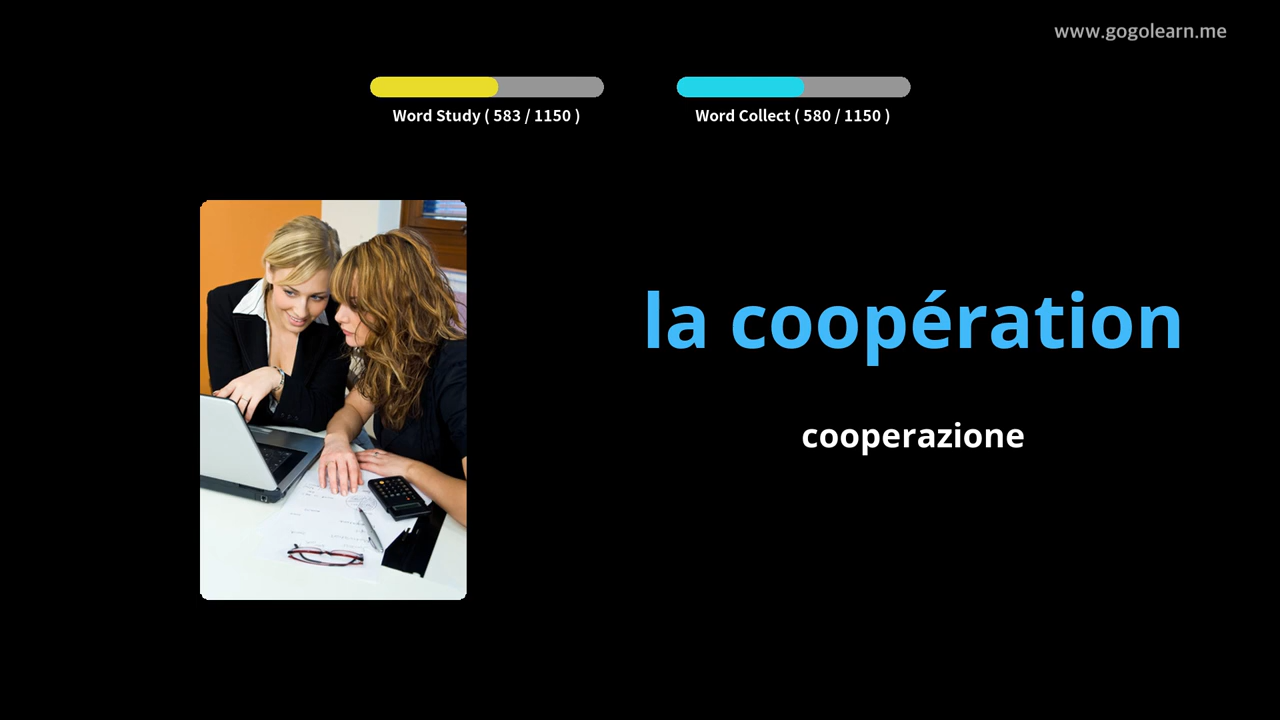 www.gogolearn.me
Word Study ( 583 / 1150 )
Word Collect ( 580 / 1150 )
la coopération
cooperazione